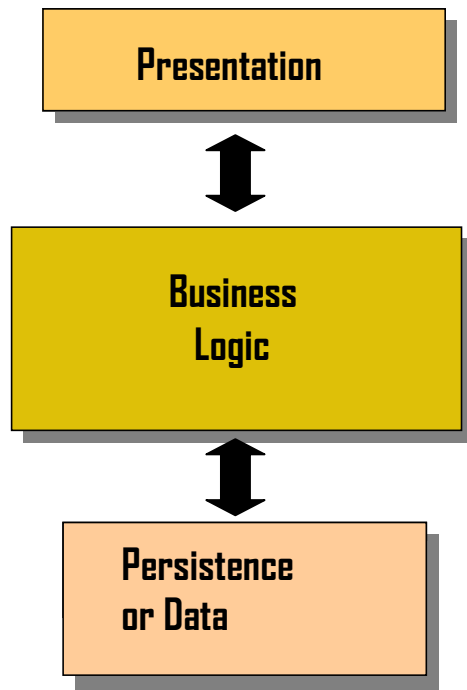 Presentation
Business
Logic
Persistence
or Data